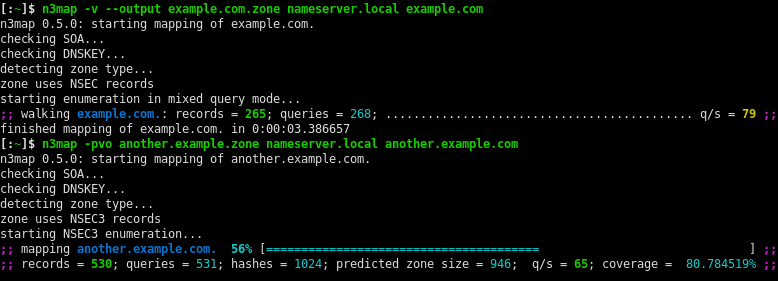 [:~]$ n3map -v --output example.com.zone nameserver.local example.com
n3map 0.5.0: starting mapping of example.com.
checking SOA...
checking DNSKEY...
detecting zone type...
zone uses NSEC records
starting enumeration in mixed query mode...
;; walking example.com.: records = 265; queries = 268; ............................................ q/s = 79 ;;
finished mapping of example.com. in 0:00:03.386657
[:~]$ n3map -pvo another.example.zone nameserver.local another.example.com
n3map 0.5.0: starting mapping of another.example.com.
checking SOA...
checking DNSKEY...
detecting zone type...
zone uses NSEC3 records
starting NSEC3 enumeration...
;; mapping another.example.com.  56% [=======================================                              ] ;;
;; records = 530; queries = 531; hashes = 1024; predicted zone size = 946;  q/s = 65; coverage =  80.784519% ;;